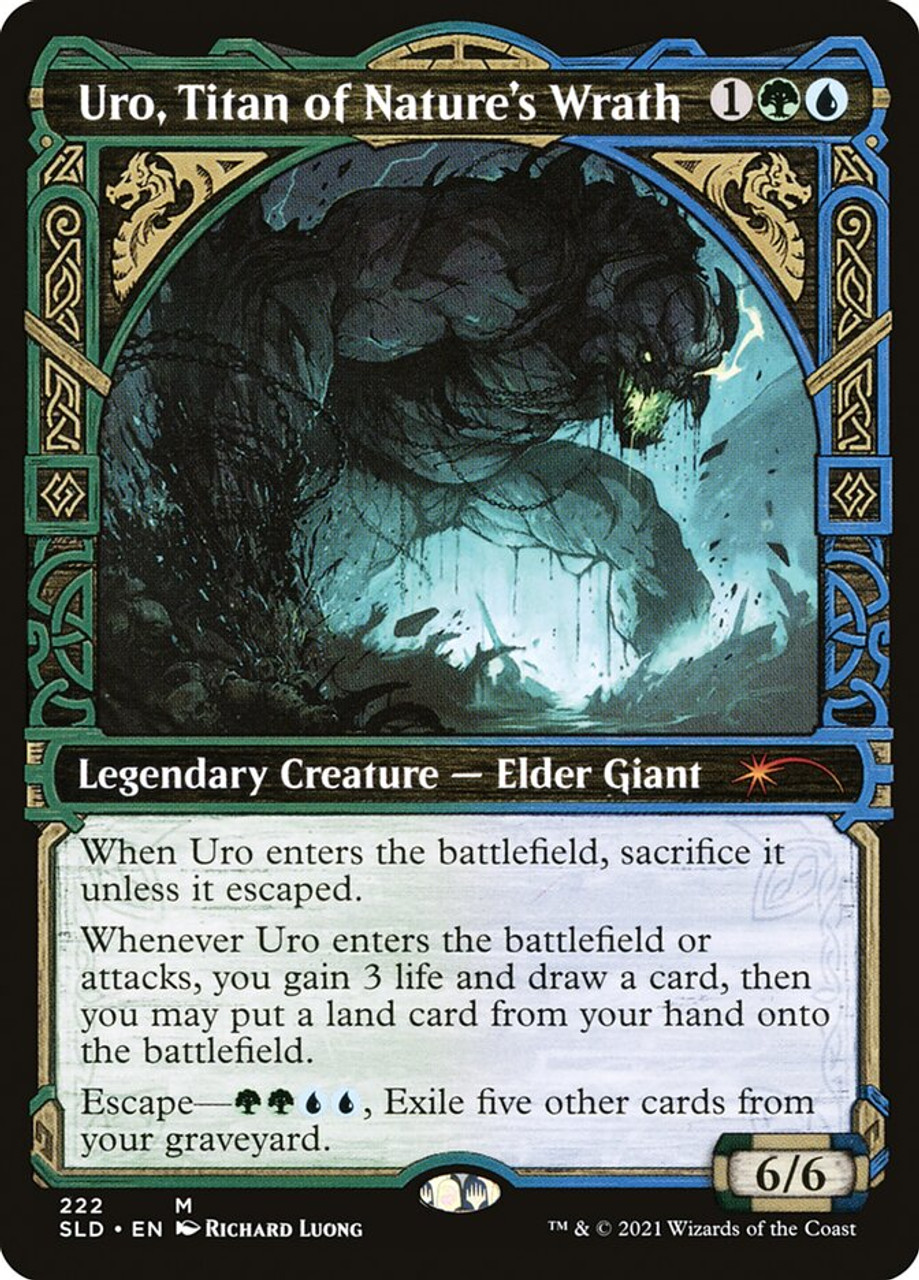 Uro, Titan of Nature's Wrath 1
Legendary Creature — Elder Giant
When Uro enters the battlefield, sacrifice it
unless it escaped.
Whenever Uro enters the battlefield or
attacks, you gain 3 life and draw a card, then
you may put a land card from your hand onto
the battlefield.
Escape—, Exile five other cards from
your graveyard.
6/6
222 M
SLD • EN RICHARD LUONG
™ & © 2021 Wizards of the Coast